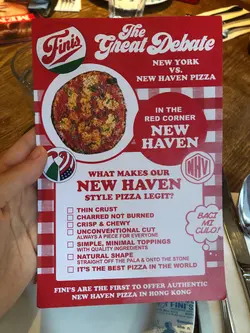 Fini's
The
Great Debate
NEW YORK
VS.
NEW HAVEN PIZZA
IN THE
RED CORNER
NEW
HAVEN
WHAT MAKES OUR
NEW HAVEN
STYLE PIZZA LEGIT?
NHV
THIN CRUST
CHARRED NOT BURNED
CRISP & CHEWY
UNCONVENTIONAL CUT
ALWAYS A PIECE FOR EVERYONE
SIMPLE, MINIMAL TOPPINGS
WITH QUALITY INGREDIENTS
NATURAL SHAPE
STRAIGHT OFF THE PALA & ONTO THE STONE
IT'S THE BEST PIZZA IN THE WORLD
BACI
MI
CULO!
FINI'S ARE THE FIRST TO OFFER AUTHENTIC
NEW HAVEN PIZZA IN HONG KONG